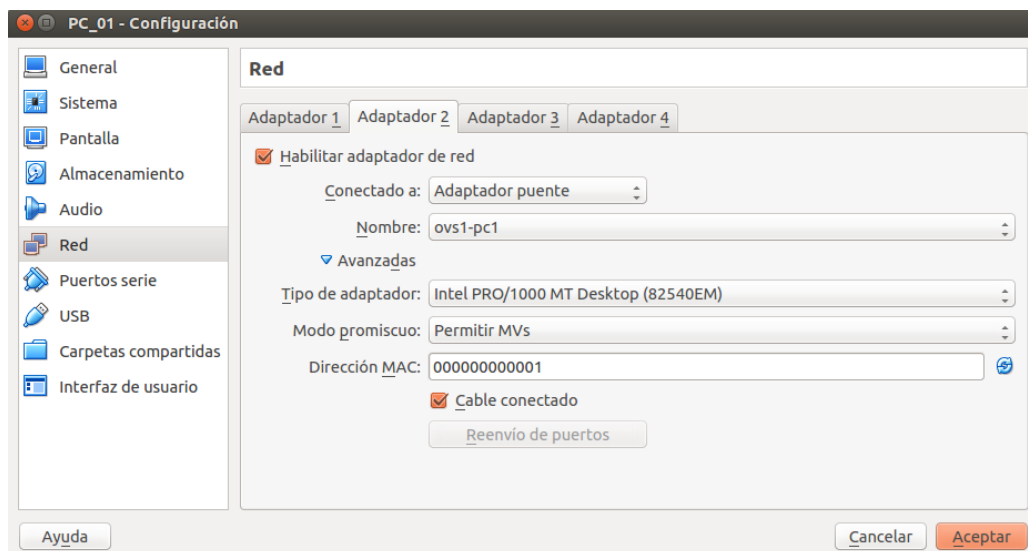 PC_01 - Configuración
General
Sistema
Pantalla
Almacenamiento
Audio
Red
Puertos serie
USB
Carpetas compartidas
Interfaz de usuario
Red
Adaptador 1 Adaptador 2 Adaptador 3 Adaptador 4
Habilitar adaptador de red
Conectado a: Adaptador puente
Nombre: ovs1-pc1
Avanzadas
Tipo de adaptador: Intel PRO/1000 MT Desktop (82540EM)
Modo promiscuo: Permitir MVs
Dirección MAC: 000000000001
Cable conectado
Reenvío de puertos
Ayuda Cancelar Aceptar